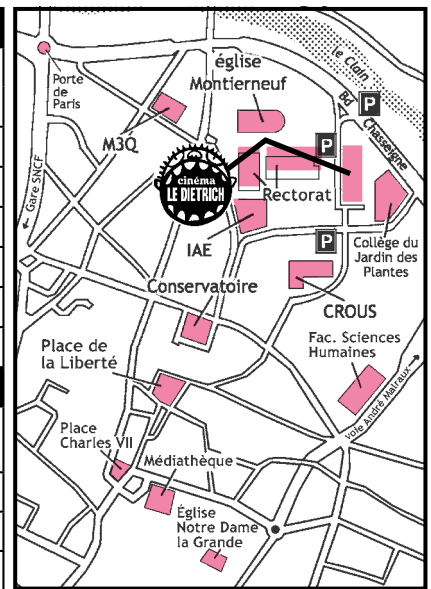 le Clain
Porte
de
Paris
église
Montierneuf
P
Bd Chasseigne
M3Q
P
cinéma
LE DIETRICH
Rectorat
← Gare SNCF
IAE
P
Collège du
Jardin des
Plantes
Conservatoire
CROUS
Fac. Sciences
Humaines
Place de
la Liberté
voie André Malraux →
Place
Charles VII
Médiathèque
Église
Notre Dame
la Grande